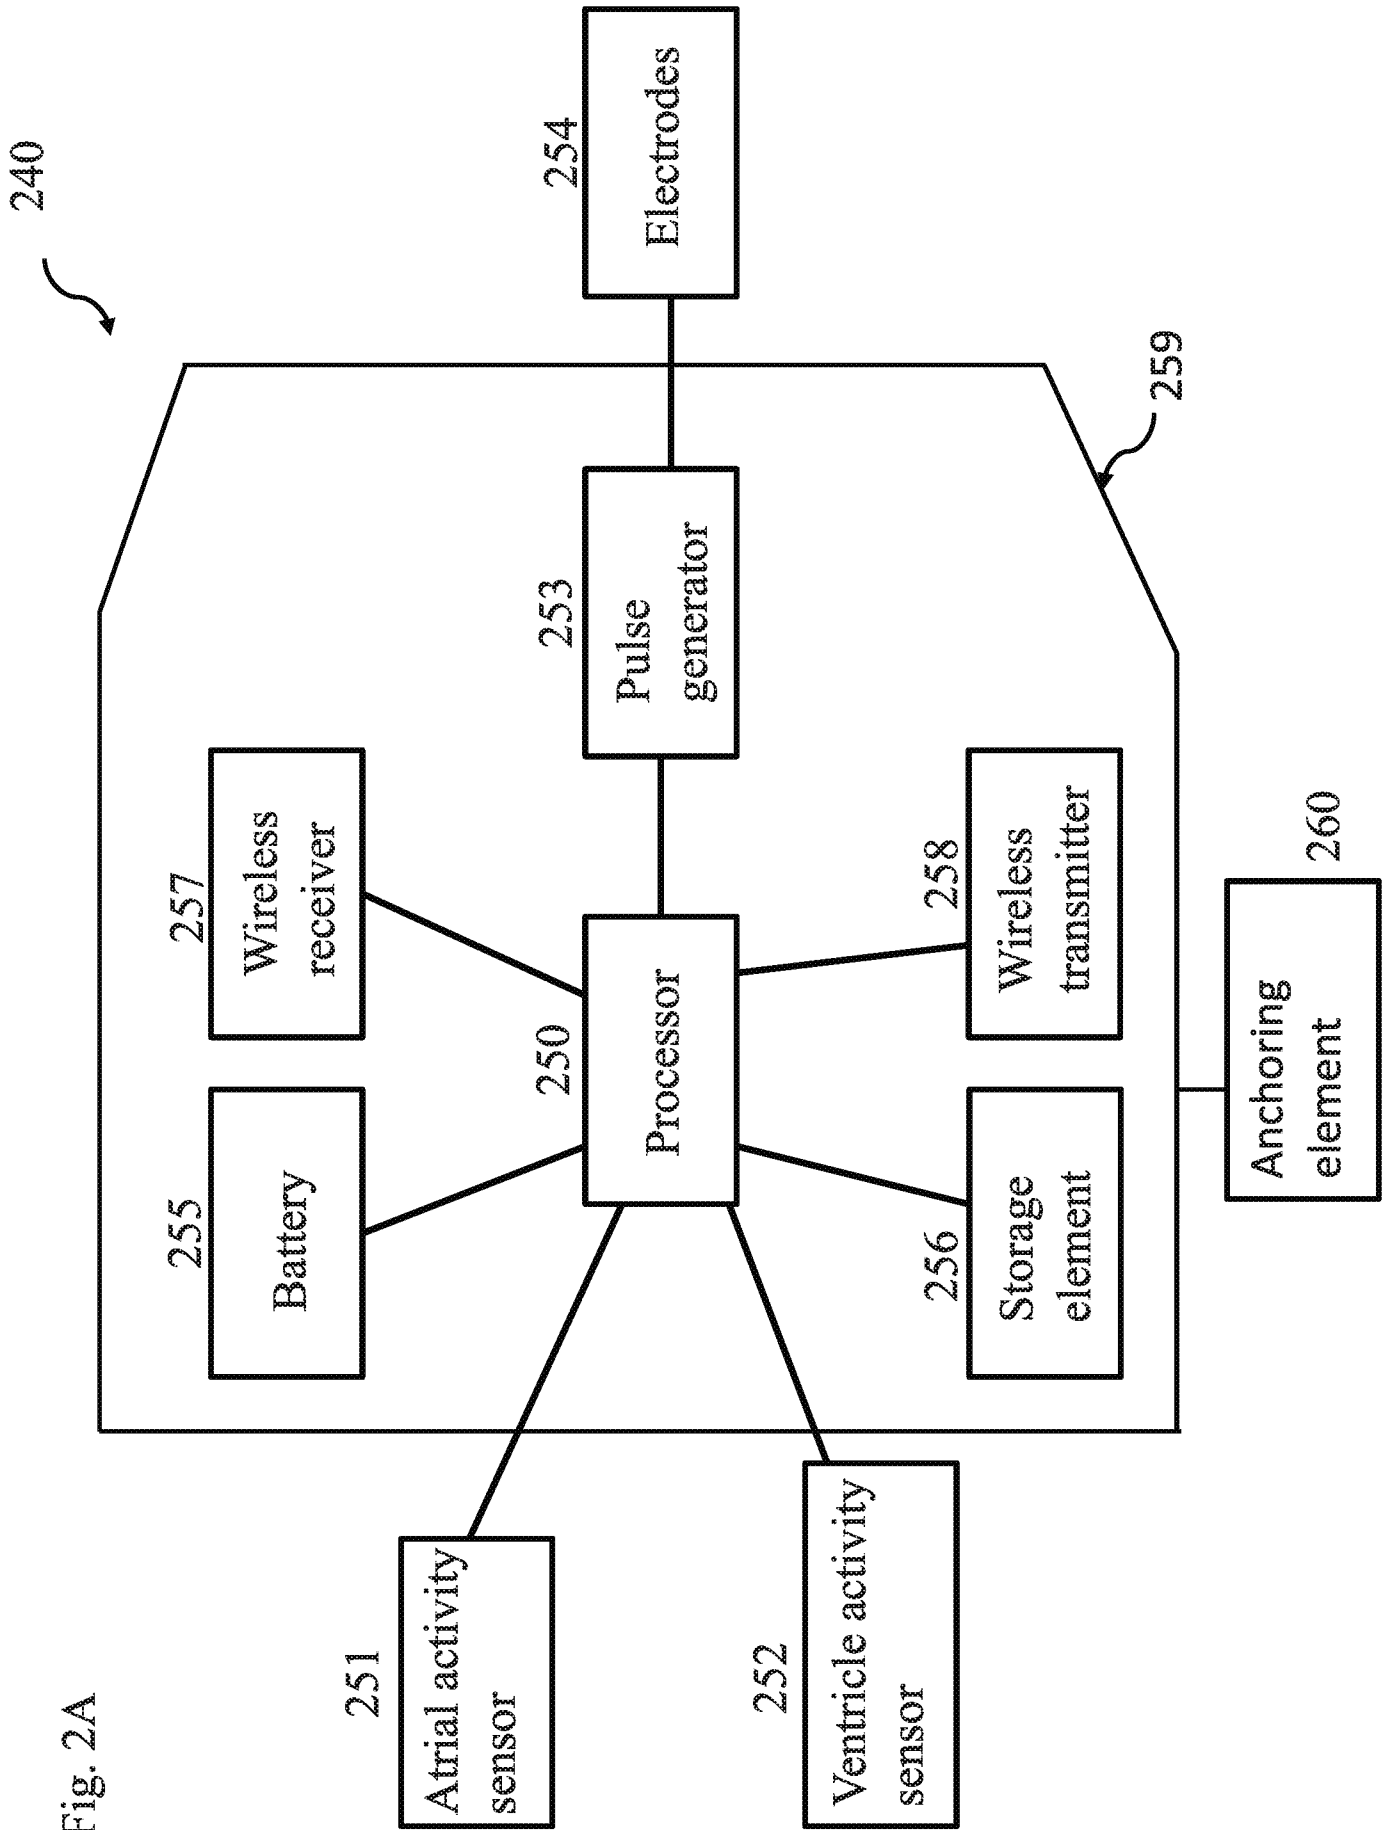 Fig. 2A
240
251
Atrial activity
sensor
252
Ventricle activity
sensor
255
Battery
257
Wireless
receiver
250
Processor
253
Pulse
generator
254
Electrodes
256
Storage
element
258
Wireless
transmitter
259
Anchoring
element
260